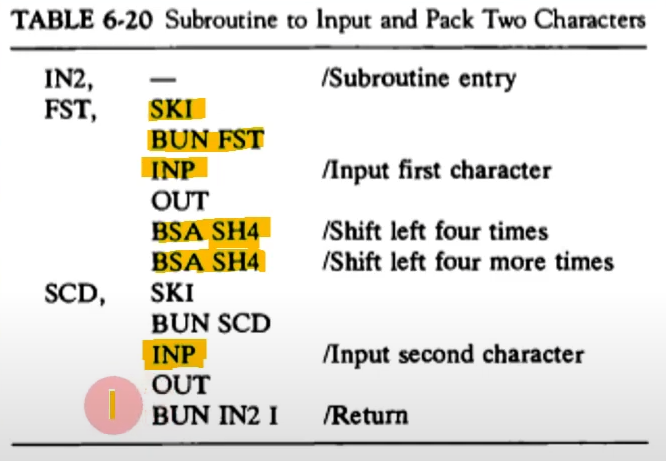 TABLE 6-20 Subroutine to Input and Pack Two Characters
IN2, — /Subroutine entry
FST, SKI
BUN FST
INP /Input first character
OUT
BSA SH4 /Shift left four times
BSA SH4 /Shift left four more times
SCD, SKI
BUN SCD
INP /Input second character
OUT
BUN IN2 I /Return